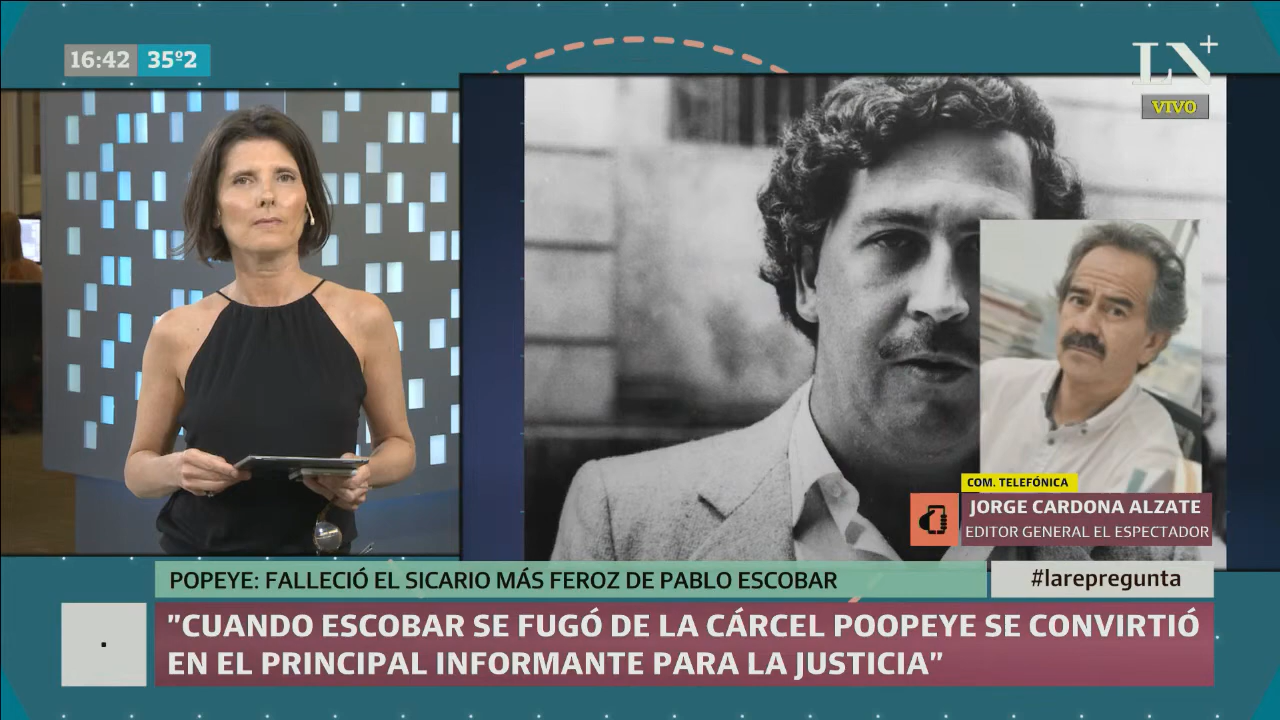 16:42 35º2
LN+
VIVO
COM. TELEFÓNICA
JORGE CARDONA ALZATE
EDITOR GENERAL EL ESPECTADOR
POPEYE: FALLECIÓ EL SICARIO MÁS FEROZ DE PABLO ESCOBAR
#larepregunta
"CUANDO ESCOBAR SE FUGÓ DE LA CÁRCEL POOPEYE SE CONVIRTIÓ
EN EL PRINCIPAL INFORMANTE PARA LA JUSTICIA"